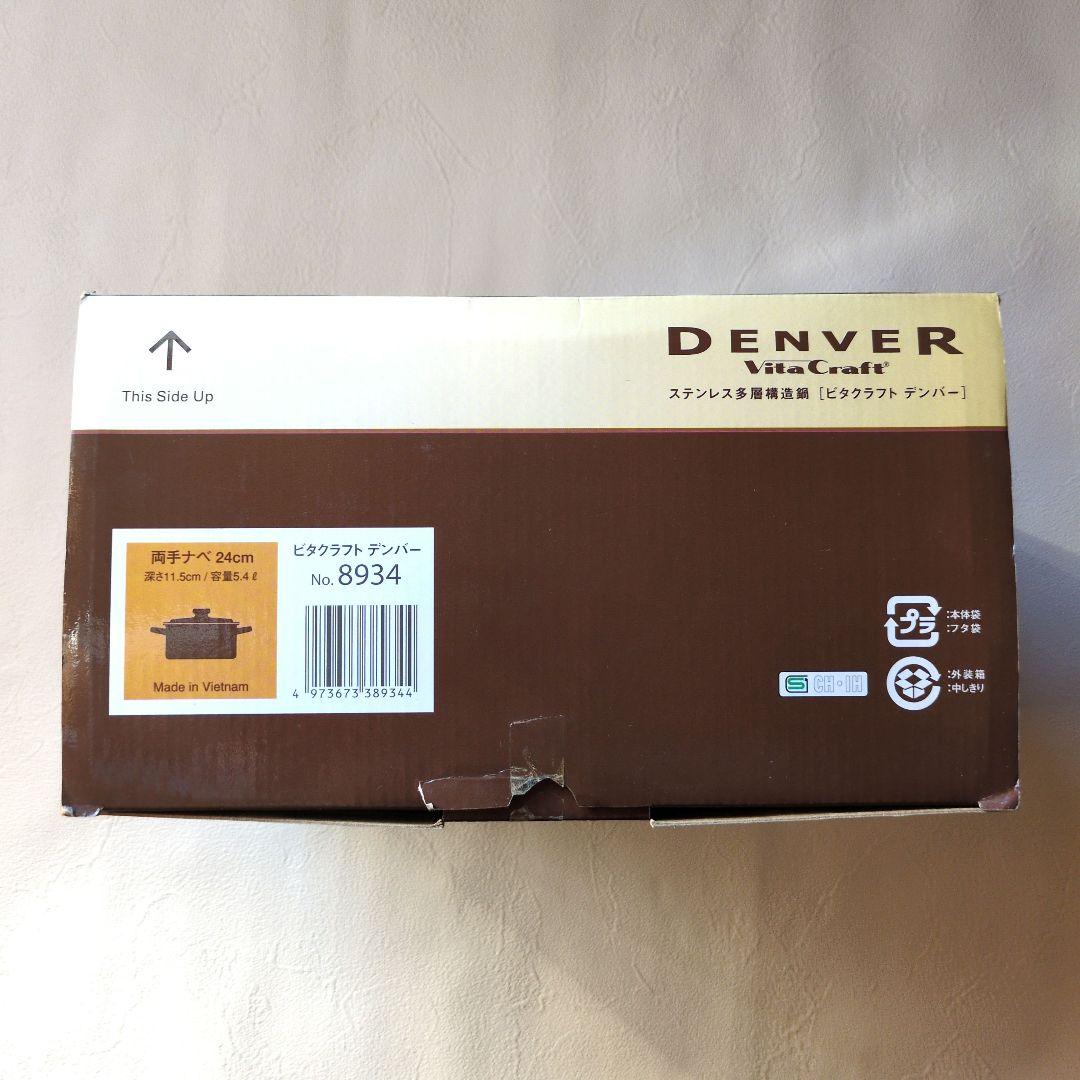 This Side Up
DENVER
VitaCraft®
ステンレス多層構造鍋 [ビタクラフト デンバー]
両手ナベ 24cm
深さ11.5cm / 容量5.4ℓ
Made in Vietnam
ビタクラフト デンバー
No. 8934
4 973673 389344
プラ
:本体袋
:フタ袋
S CH・IH
:外装箱
:中しきり